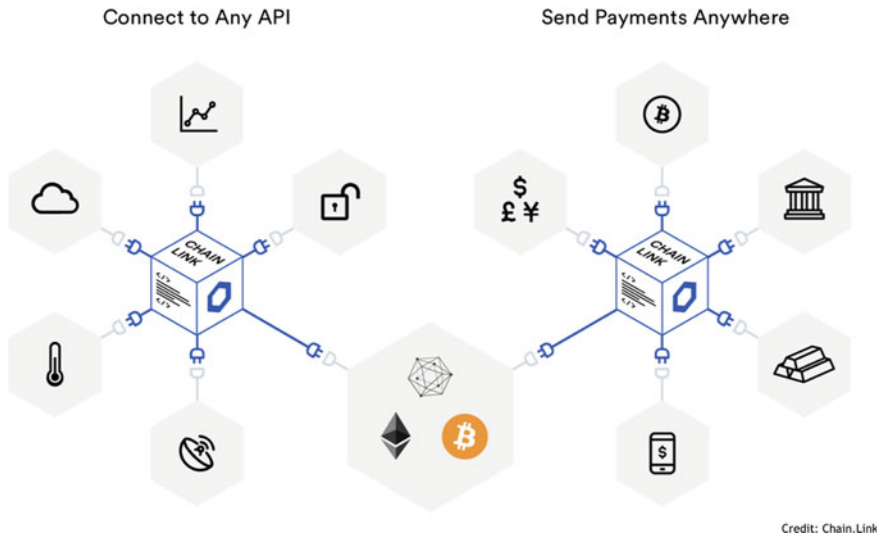 Connect to Any API
Send Payments Anywhere
$
£ ¥
CHAIN
LINK
CHAIN
LINK
$
Credit: Chain.Link